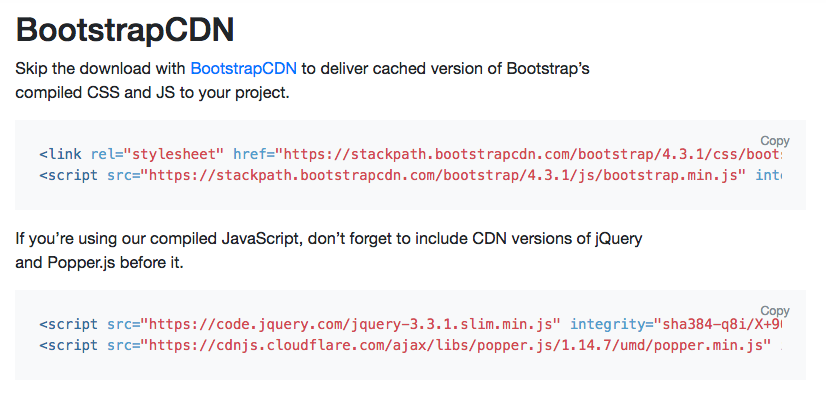 BootstrapCDN
Skip the download with BootstrapCDN to deliver cached version of Bootstrap’s
compiled CSS and JS to your project.
Copy
<link rel="stylesheet" href="https://stackpath.bootstrapcdn.com/bootstrap/4.3.1/css/boots
<script src="https://stackpath.bootstrapcdn.com/bootstrap/4.3.1/js/bootstrap.min.js" inte
If you’re using our compiled JavaScript, don’t forget to include CDN versions of jQuery
and Popper.js before it.
Copy
<script src="https://code.jquery.com/jquery-3.3.1.slim.min.js" integrity="sha384-q8i/X+9
<script src="https://cdnjs.cloudflare.com/ajax/libs/popper.js/1.14.7/umd/popper.min.js"